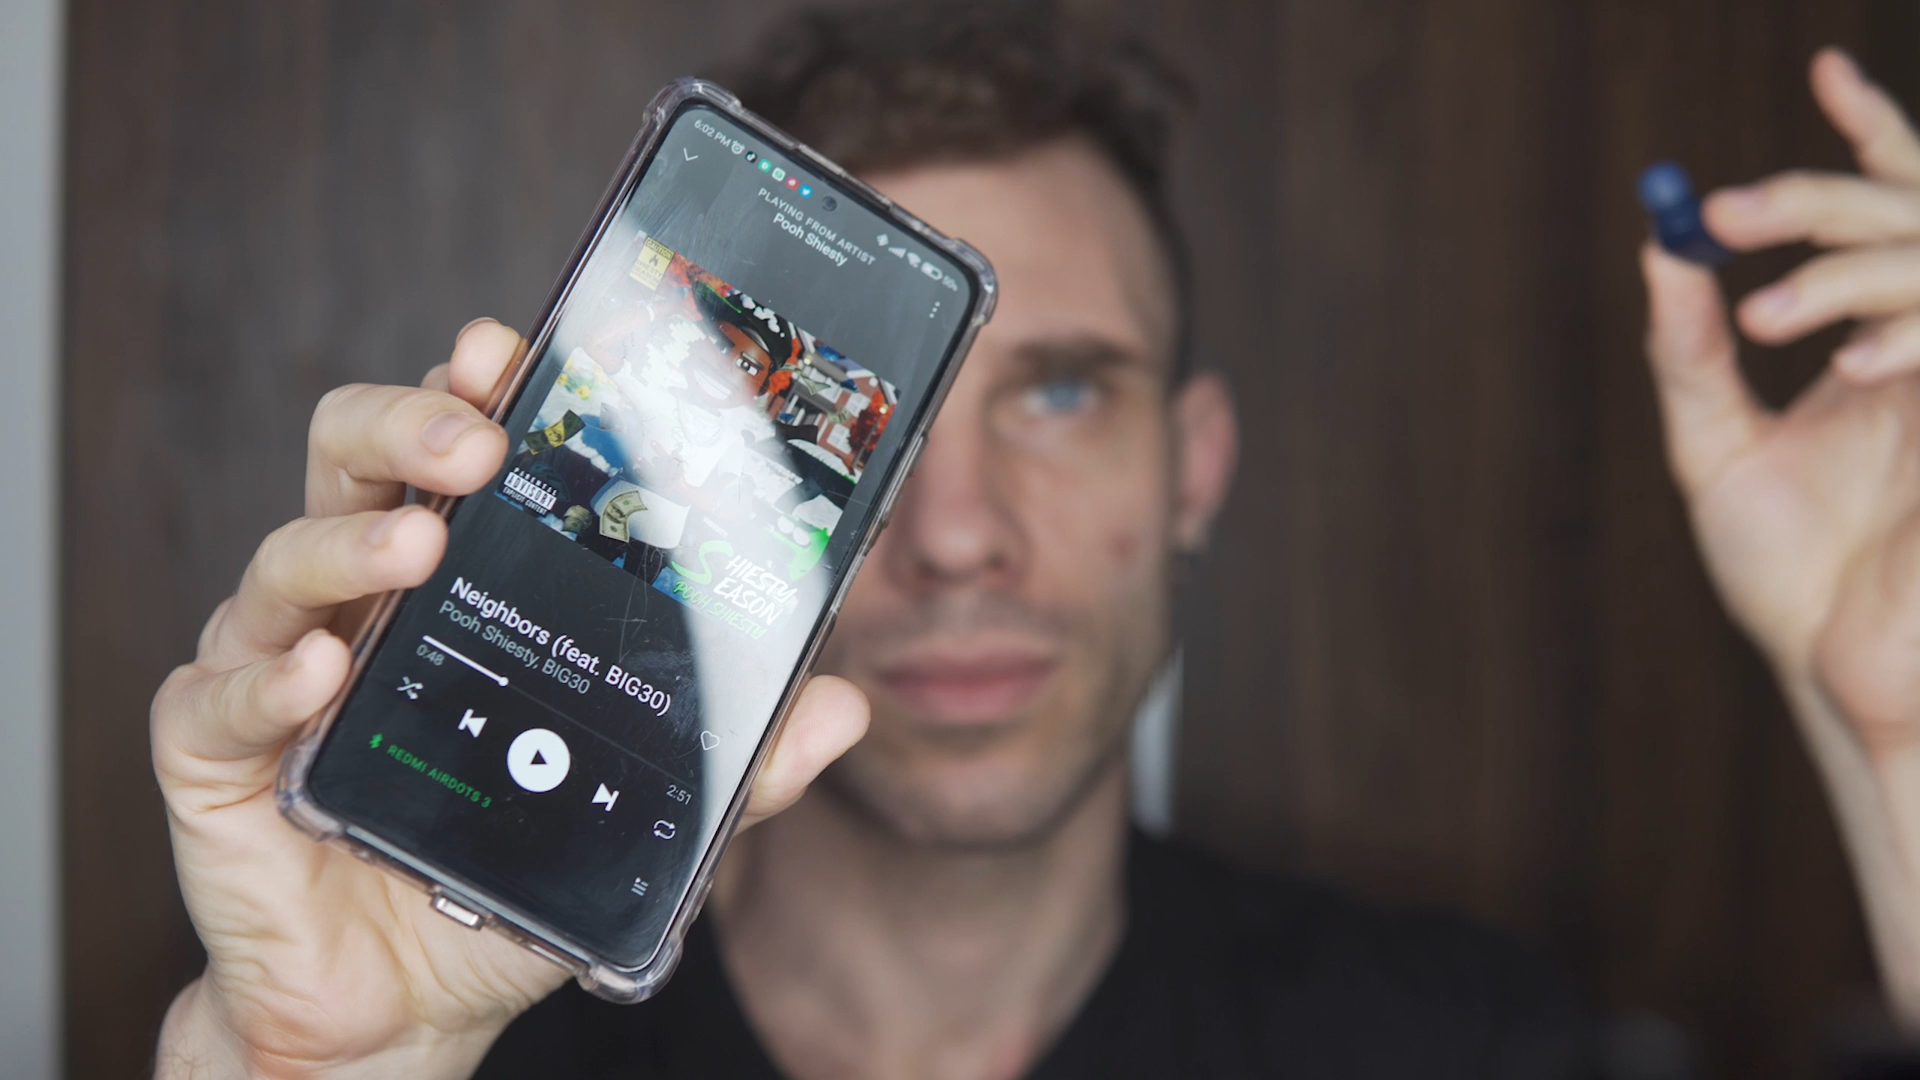 6:02 PM
50%
PLAYING FROM ARTIST
Pooh Shiesty
PARENTAL
ADVISORY
EXPLICIT CONTENT
SHIESTY
SEASON
POOH SHIESTY
Neighbors (feat. BIG30)
Pooh Shiesty, BIG30
0:48
2:51
REDMI AIRDOTS 3